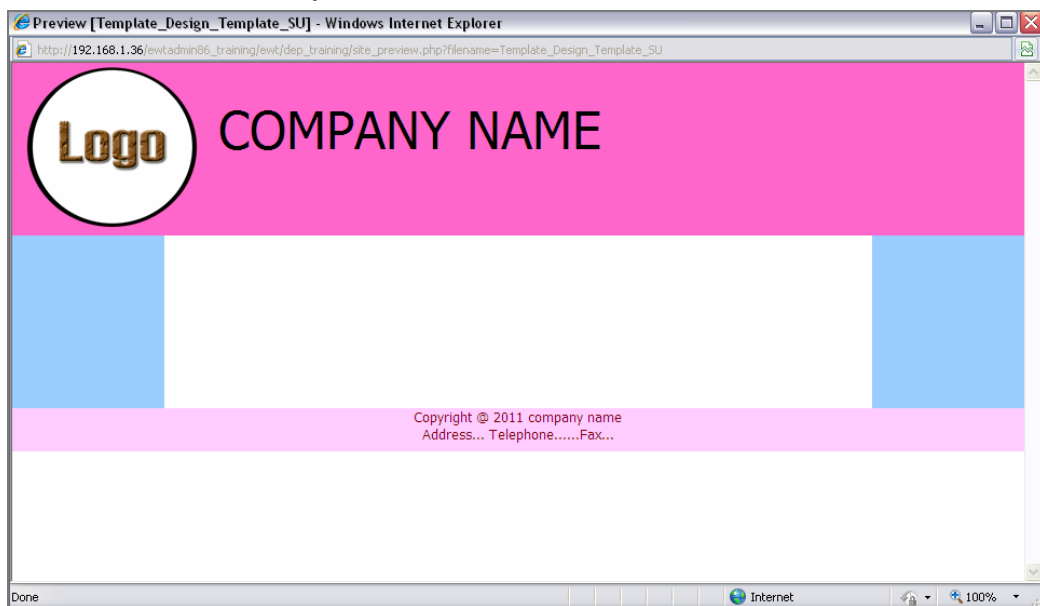 Preview [Template_Design_Template_SU] - Windows Internet Explorer
http://192.168.1.36/ewtadmin86_training/ewt/dep_training/site_preview.php?filename=Template_Design_Template_SU
Logo
COMPANY NAME
Copyright @ 2011 company name
Address... Telephone......Fax...
Done
Internet
100%